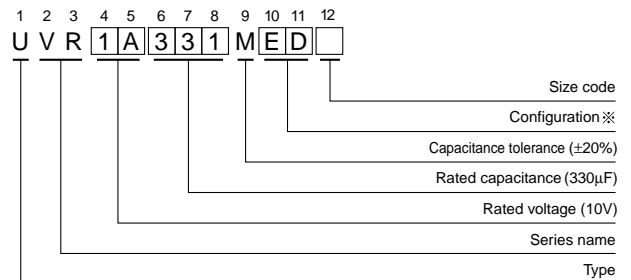 1 2 3 4 5 6 7 8 9 10 11 12
U V R 1 A 3 3 1 M E D
Size code
Configuration※
Capacitance tolerance (±20%)
Rated capacitance (330µF)
Rated voltage (10V)
Series name
Type